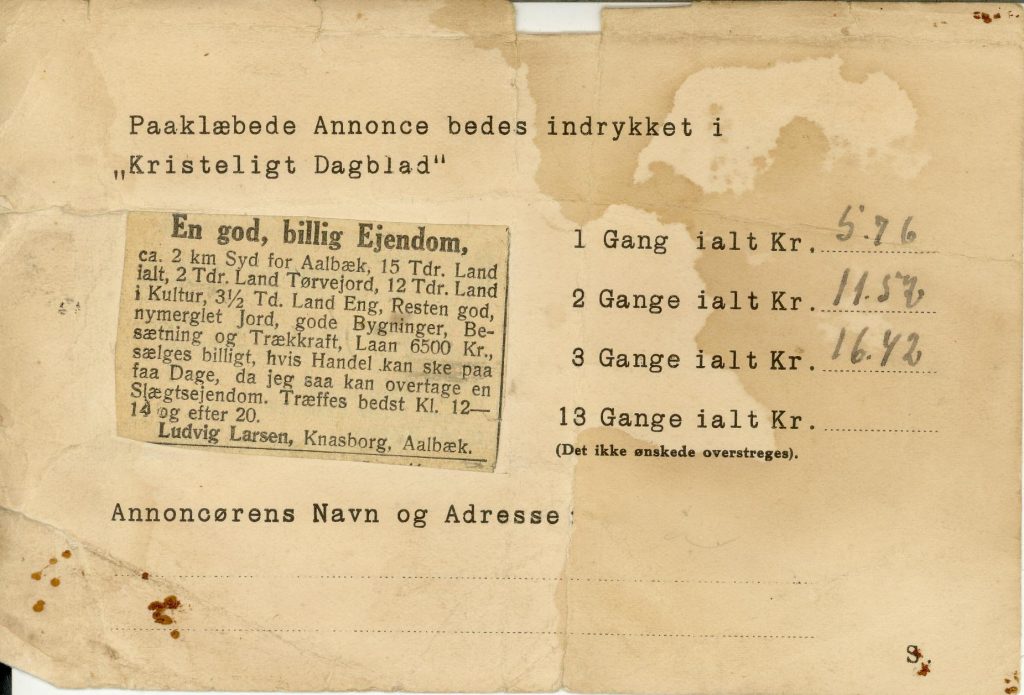 Paaklæbede Annonce bedes indrykket i
„Kristeligt Dagblad"
En god, billig Ejendom,
ca. 2 km Syd for Aalbæk, 15 Tdr. Land
ialt, 2 Tdr. Land Tørvejord, 12 Tdr. Land
i Kultur, 3½ Td. Land Eng, Resten god,
nymerglet Jord, gode Bygninger, Be-
sætning og Trækkraft, Laan 6500 Kr.,
sælges billigt, hvis Handel kan ske paa
faa Dage, da jeg saa kan overtage en
Slægtsejendom. Træffes bedst Kl. 12—
14 og efter 20.
Ludvig Larsen, Knasborg, Aalbæk.
1 Gang ialt Kr. 5.76
2 Gange ialt Kr. 11.52
3 Gange ialt Kr. 16.42
13 Gange ialt Kr.
(Det ikke ønskede overstreges).
Annoncørens Navn og Adresse:
S.